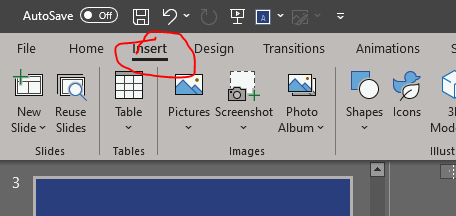 AutoSave Off A
File Home Insert Design Transitions Animations
New Slide Reuse Slides Table Pictures Screenshot Photo Album Shapes Icons 3D
Slides Tables Images
3